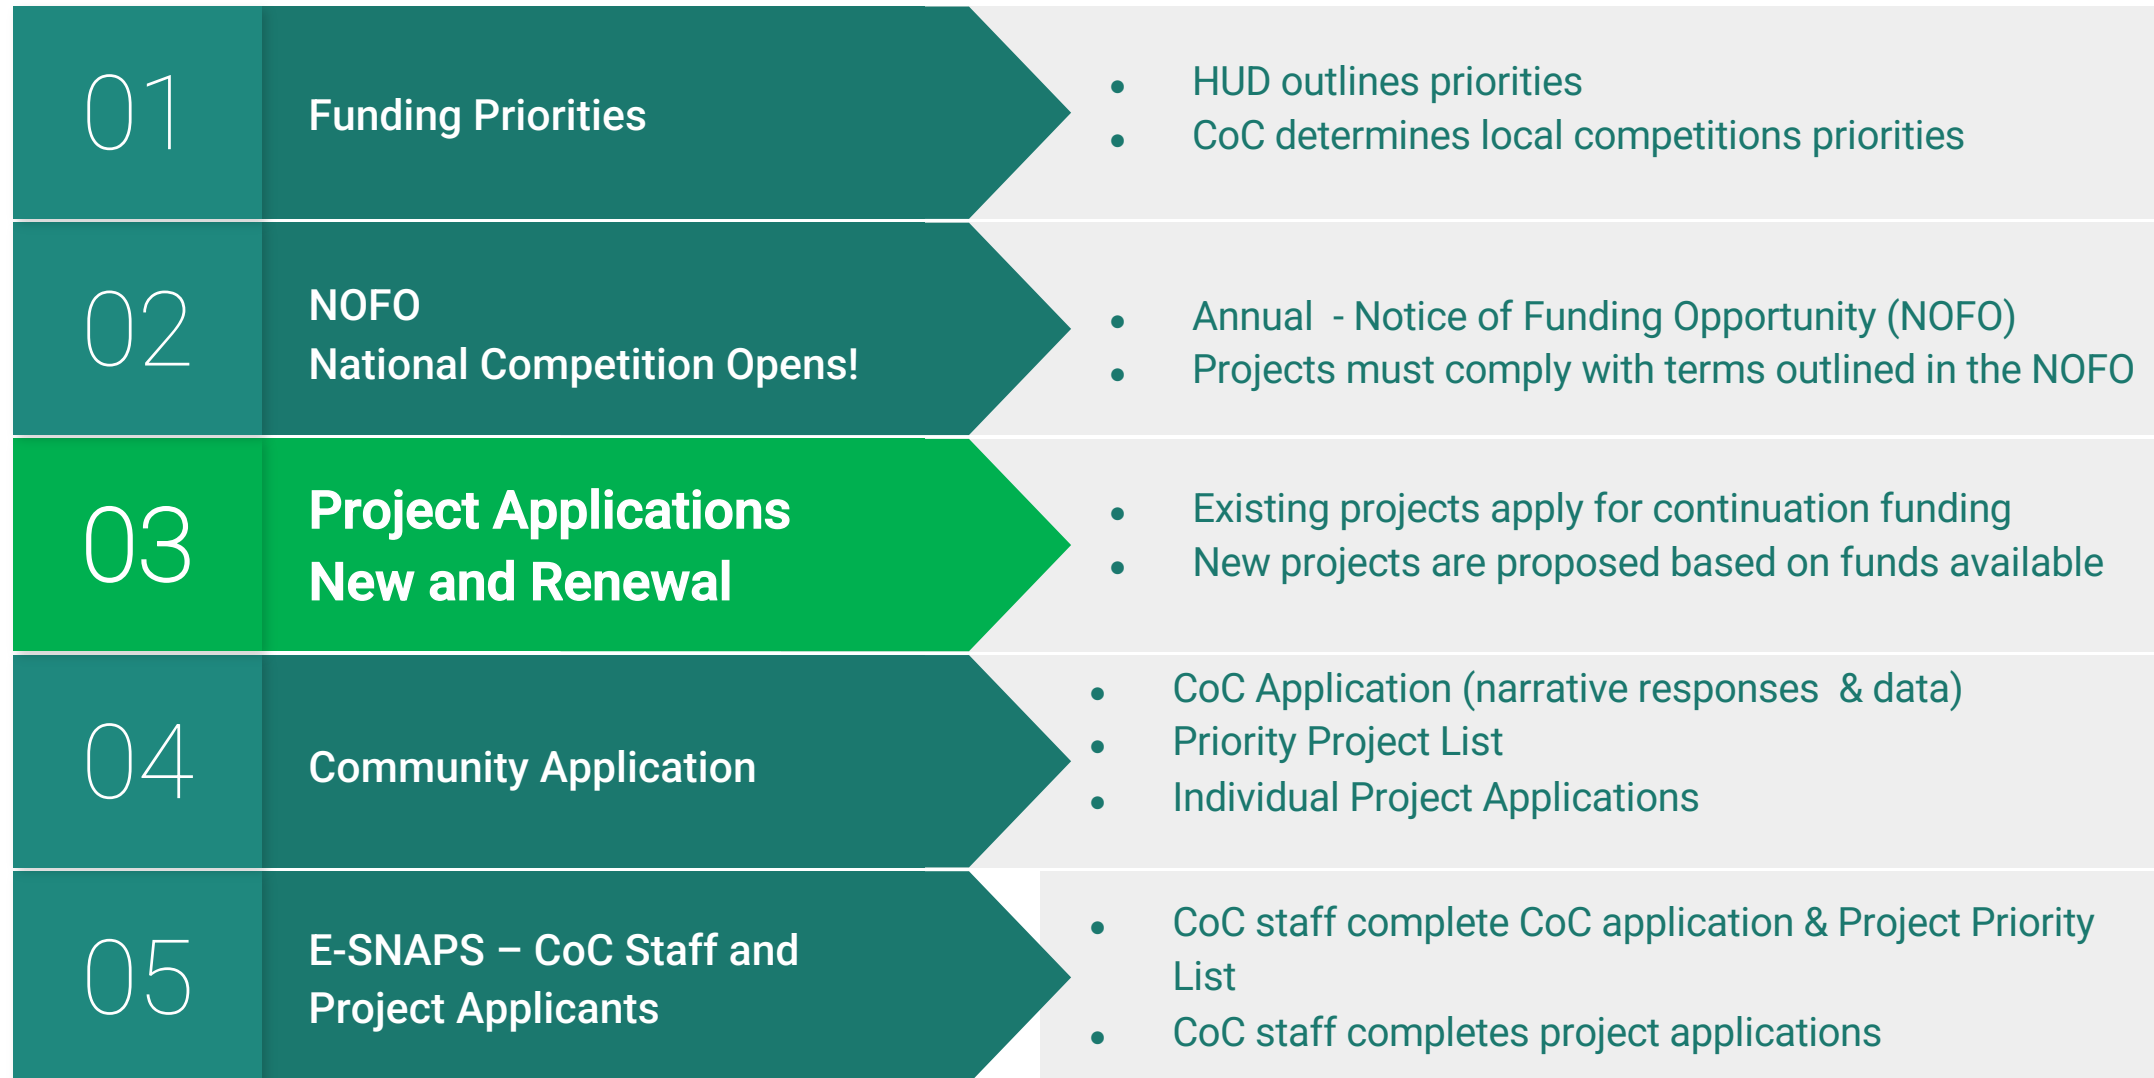 01
Funding Priorities
• HUD outlines priorities
• CoC determines local competitions priorities
02
NOFO
National Competition Opens!
• Annual - Notice of Funding Opportunity (NOFO)
• Projects must comply with terms outlined in the NOFO
03
Project Applications
New and Renewal
• Existing projects apply for continuation funding
• New projects are proposed based on funds available
04
Community Application
• CoC Application (narrative responses & data)
• Priority Project List
• Individual Project Applications
05
E-SNAPS – CoC Staff and
Project Applicants
• CoC staff complete CoC application & Project Priority
List
• CoC staff completes project applications